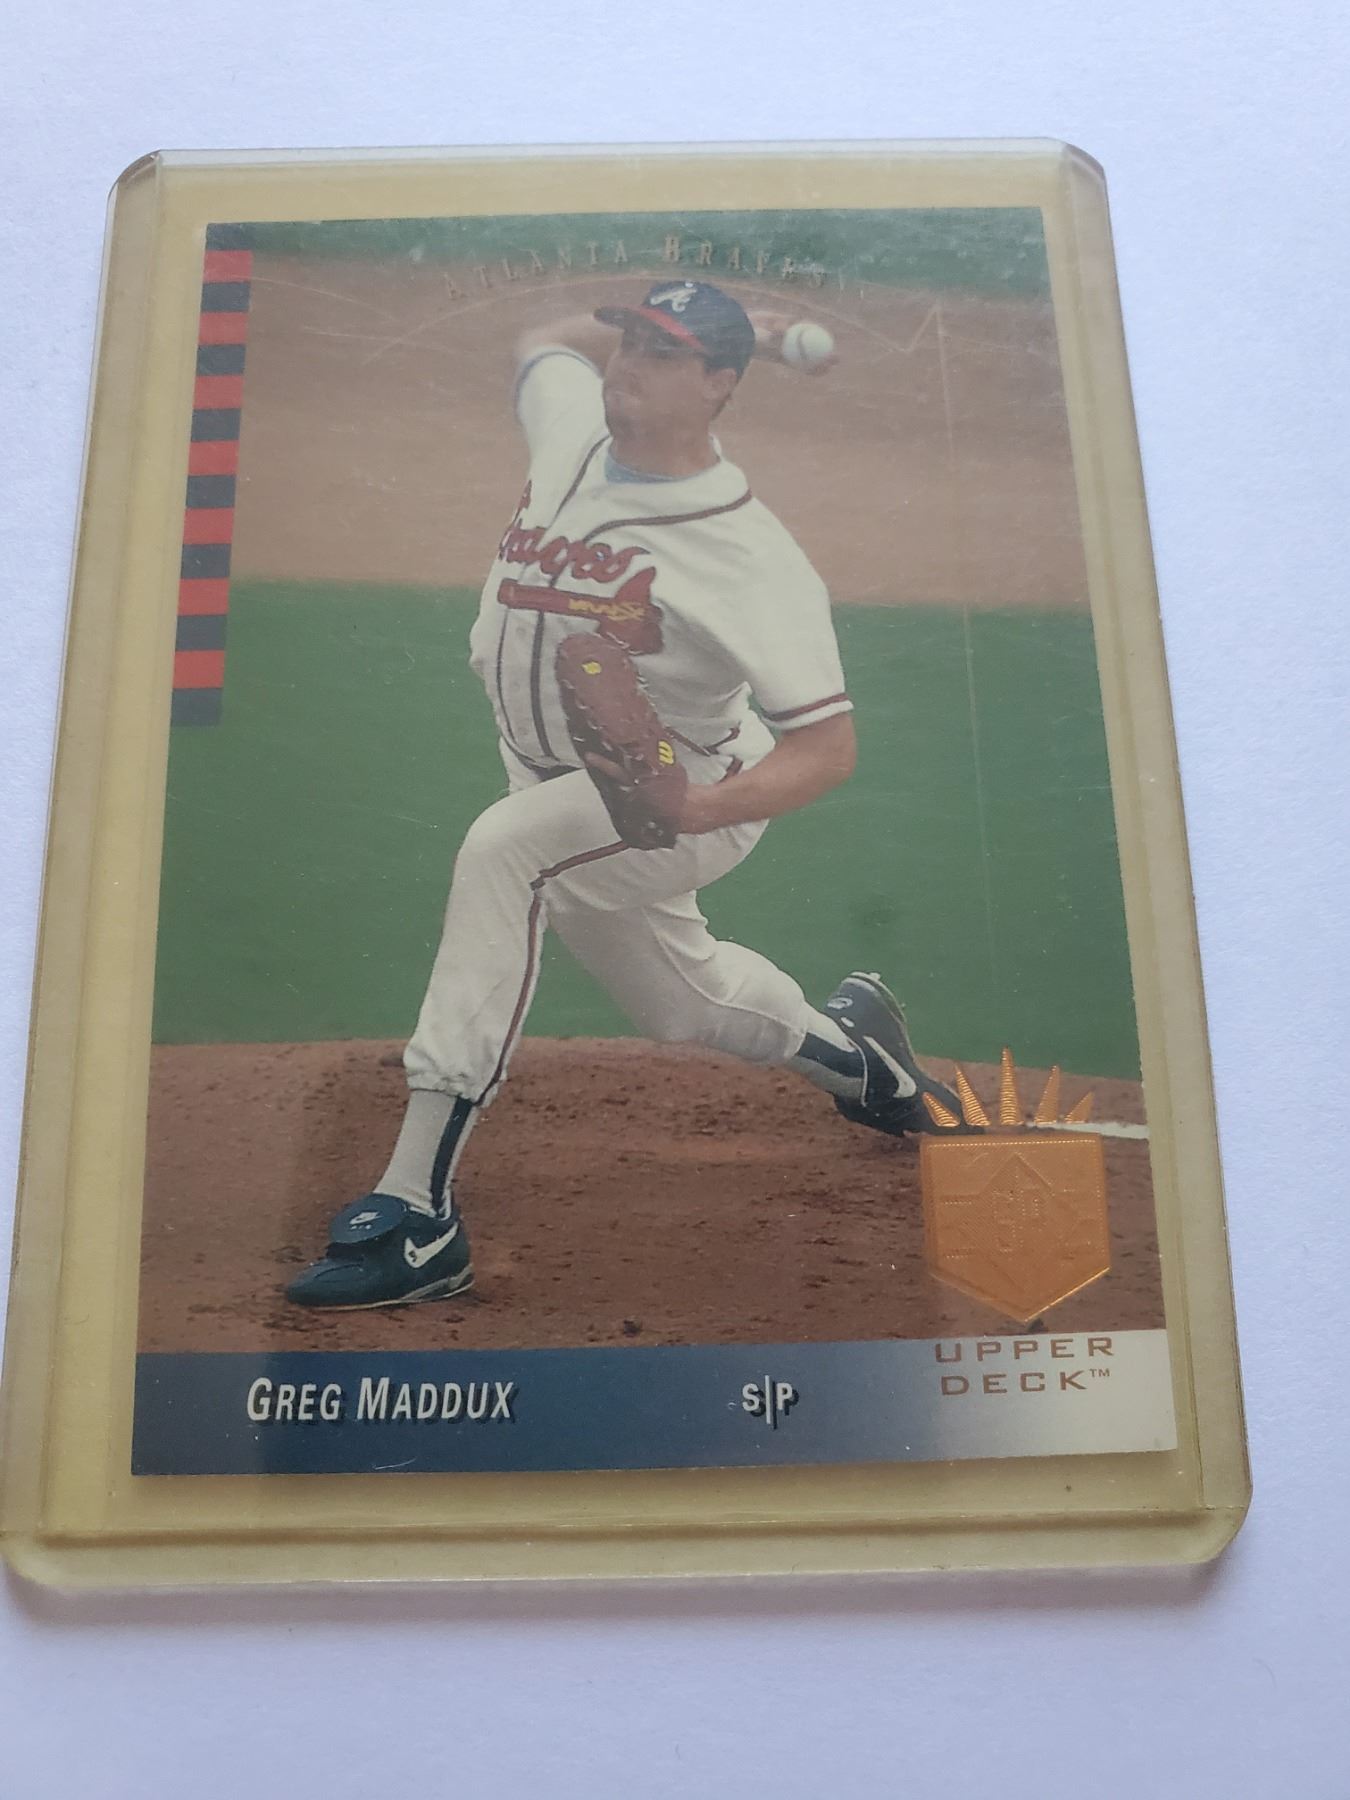 ATLANTA BRAVES
A
Braves
GREG MADDUX
S|P
UPPER
DECK™